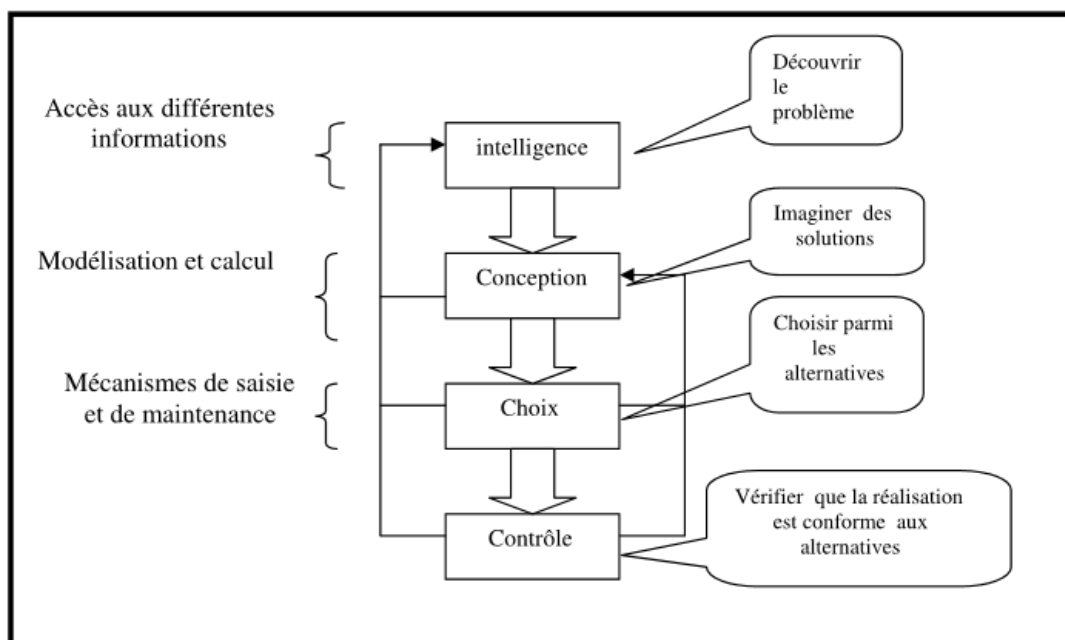 Découvrir
le
problème
Accès aux différentes
informations
intelligence
Imaginer des
solutions
Modélisation et calcul
Conception
Choisir parmi
les
alternatives
Mécanismes de saisie
et de maintenance
Choix
Vérifier que la réalisation
est conforme aux
alternatives
Contrôle